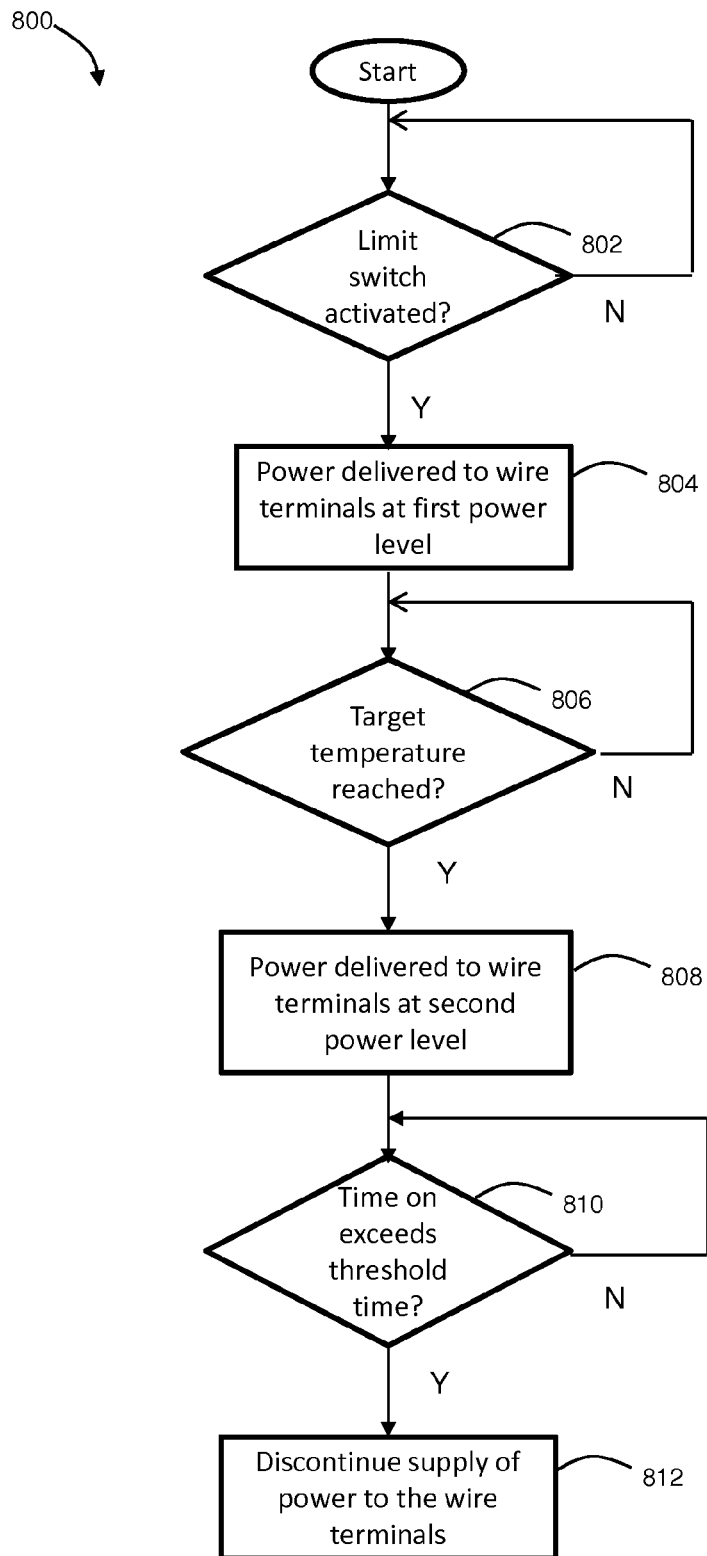 800
Start
Limit
switch
activated?
802
N
Y
Power delivered to wire
terminals at first power
level
804
Target
temperature
reached?
806
N
Y
Power delivered to wire
terminals at second
power level
808
Time on
exceeds
threshold
time?
810
N
Y
Discontinue supply of
power to the wire
terminals
812